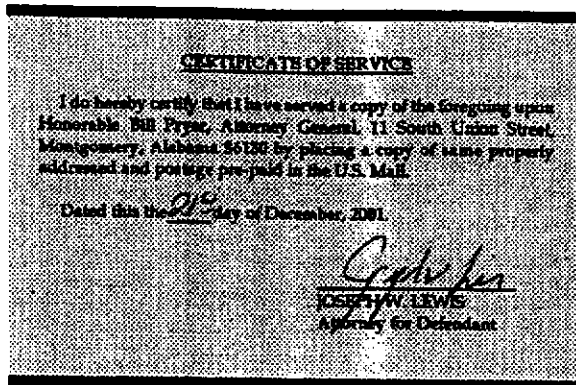 CERTIFICATE OF SERVICE
I do hereby certify that I have served a copy of the foregoing upon
Honorable Bill Pryer, Attorney General, 11 South Union Street,
Montgomery, Alabama 36130 by placing a copy of same properly
addressed and postage pre-paid in the U.S. Mail.
Dated this the day of December, 2001.
JOSEPH W. LEWIS
Attorney for Defendant